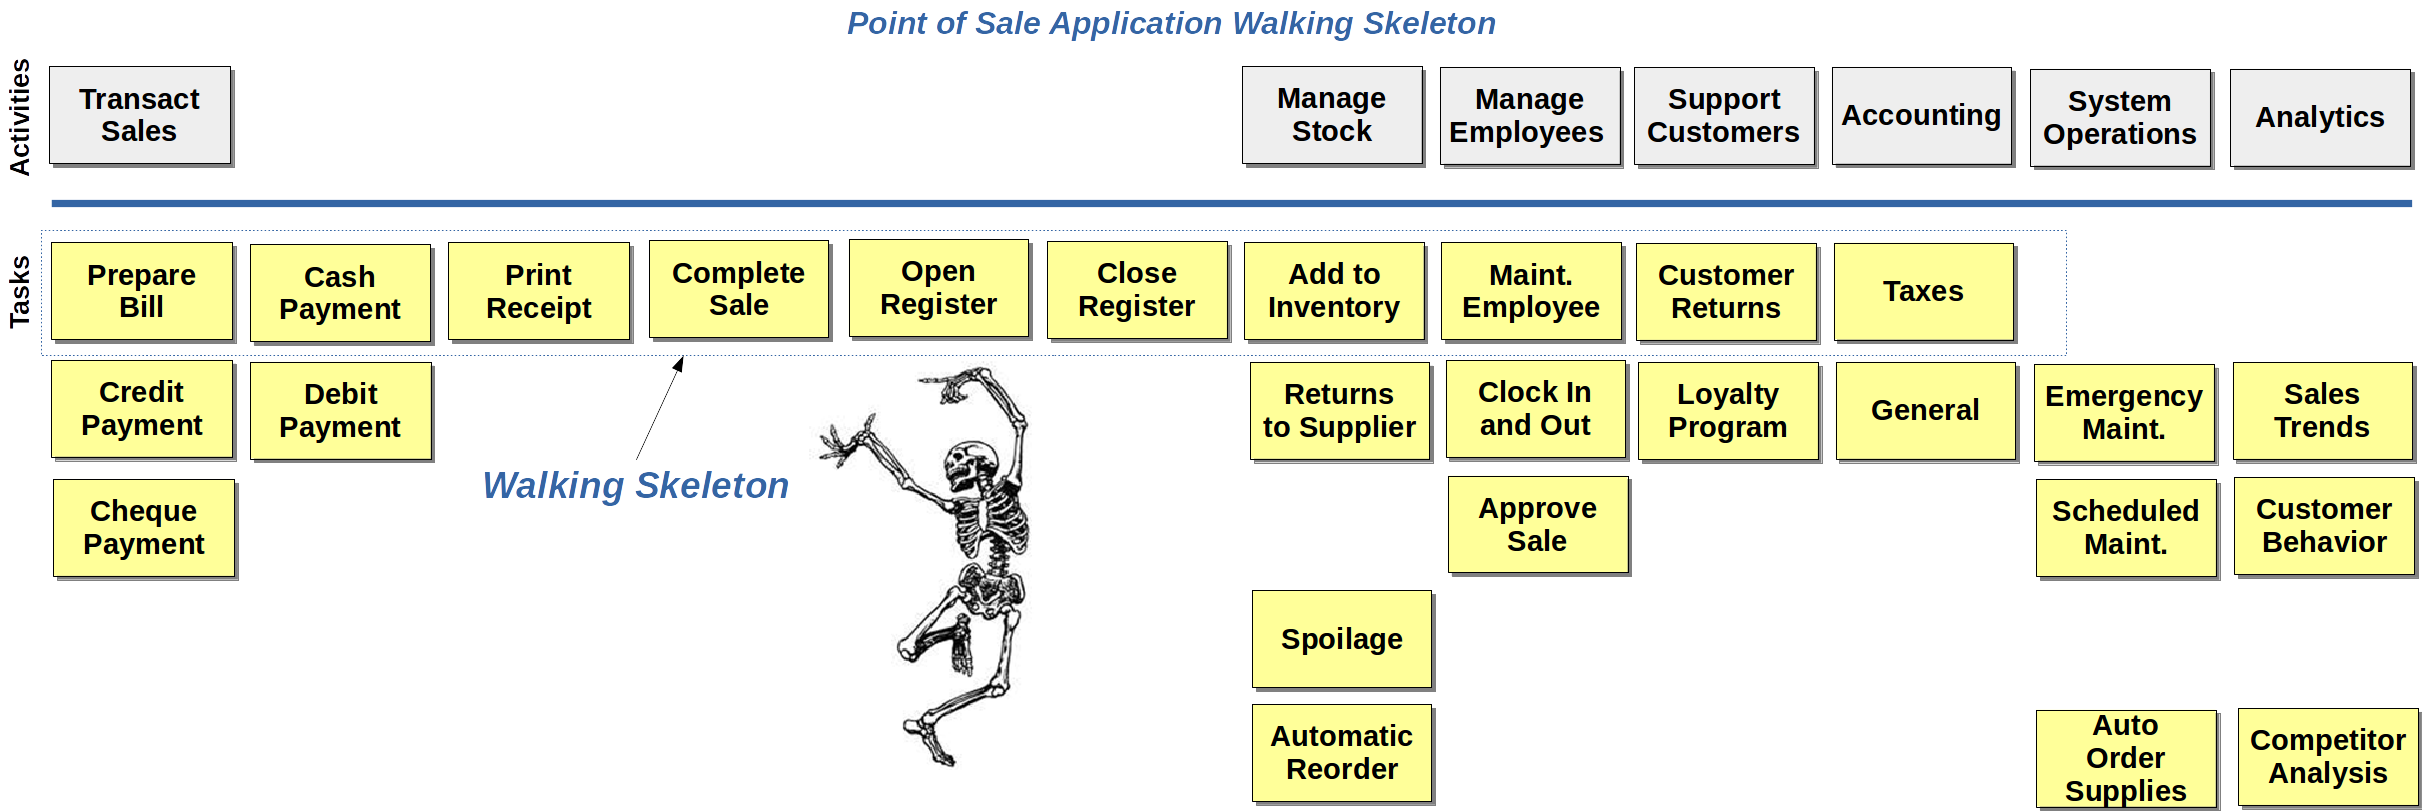 Point of Sale Application Walking Skeleton
Activities
Transact
Sales
Manage
Stock
Manage
Employees
Support
Customers
Accounting
System
Operations
Analytics
Tasks
Prepare
Bill
Cash
Payment
Print
Receipt
Complete
Sale
Open
Register
Close
Register
Add to
Inventory
Maint.
Employee
Customer
Returns
Taxes
Credit
Payment
Debit
Payment
Returns
to Supplier
Clock In
and Out
Loyalty
Program
General
Emergency
Maint.
Sales
Trends
Walking Skeleton
Cheque
Payment
Approve
Sale
Scheduled
Maint.
Customer
Behavior
Spoilage
Automatic
Reorder
Auto
Order
Supplies
Competitor
Analysis